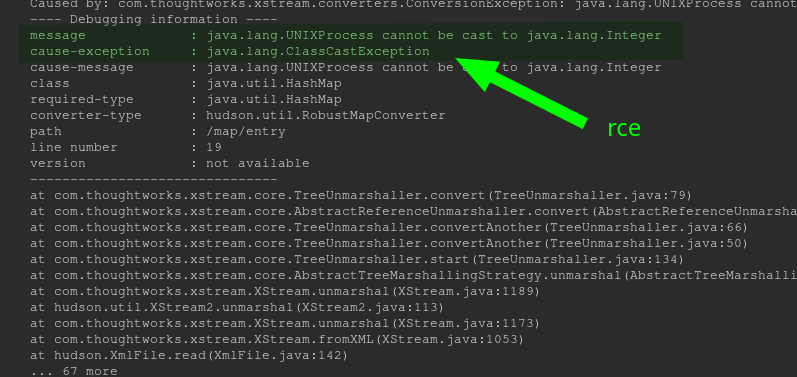 Caused by: com.thoughtworks.xstream.converters.ConversionException: java.lang.UNIXProcess cannot
---- Debugging information ----
message : java.lang.UNIXProcess cannot be cast to java.lang.Integer
cause-exception : java.lang.ClassCastException
cause-message : java.lang.UNIXProcess cannot be cast to java.lang.Integer
class : java.util.HashMap
required-type : java.util.HashMap
converter-type : hudson.util.RobustMapConverter
path : /map/entry
line number : 19
version : not available
-------------------------------
rce
at com.thoughtworks.xstream.core.TreeUnmarshaller.convert(TreeUnmarshaller.java:79)
at com.thoughtworks.xstream.core.AbstractReferenceUnmarshaller.convert(AbstractReferenceUnmarsha
at com.thoughtworks.xstream.core.TreeUnmarshaller.convertAnother(TreeUnmarshaller.java:66)
at com.thoughtworks.xstream.core.TreeUnmarshaller.convertAnother(TreeUnmarshaller.java:50)
at com.thoughtworks.xstream.core.TreeUnmarshaller.start(TreeUnmarshaller.java:134)
at com.thoughtworks.xstream.core.AbstractTreeMarshallingStrategy.unmarshal(AbstractTreeMarshalli
at com.thoughtworks.xstream.XStream.unmarshal(XStream.java:1189)
at hudson.util.XStream2.unmarshal(XStream2.java:113)
at com.thoughtworks.xstream.XStream.unmarshal(XStream.java:1173)
at com.thoughtworks.xstream.XStream.fromXML(XStream.java:1053)
at hudson.XmlFile.read(XmlFile.java:142)
... 67 more